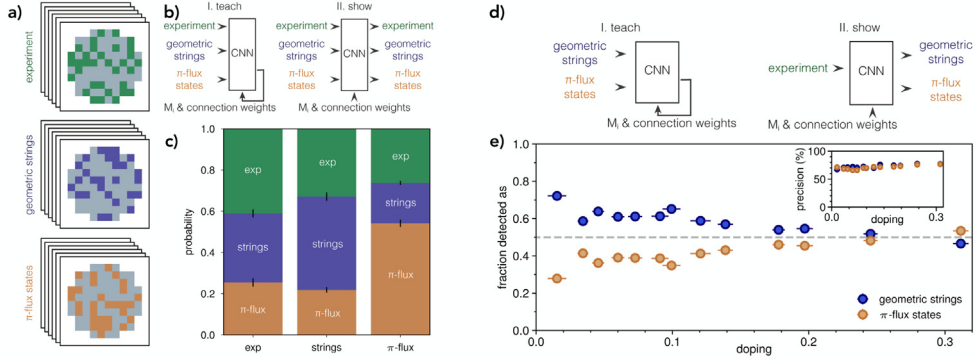 a)
experiment
geometric strings
π-flux states
b)
I. teach
II. show
experiment
geometric
strings
π-flux
states
CNN
Mᵢ & connection weights
experiment
geometric
strings
π-flux
states
CNN
experiment
geometric
strings
π-flux
states
c)
probability
1.0
0.8
0.6
0.4
0.2
0.0
exp
strings
π-flux
exp
strings
π-flux
exp
strings
π-flux
exp
strings
π-flux
d)
I. teach
II. show
geometric
strings
π-flux
states
CNN
Mᵢ & connection weights
experiment
CNN
geometric
strings
π-flux
states
Mᵢ & connection weights
e)
fraction detected as
1.0
0.8
0.6
0.4
0.2
0.0
0.0
0.1
0.2
0.3
doping
precision (%)
100
50
0
0.0
0.1
0.2
0.3
doping
geometric strings
π-flux states